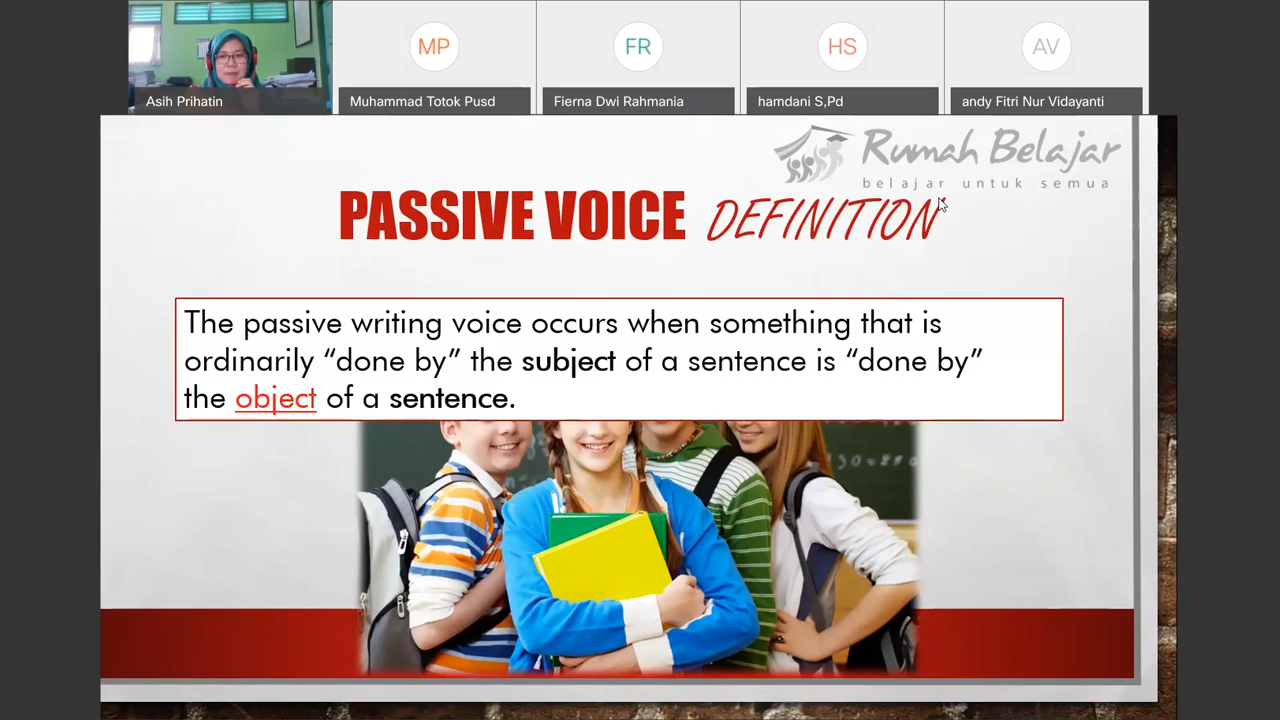 MP
FR
HS
AV
Asih Prihatin
Muhammad Totok Pusd
Fierna Dwi Rahmania
hamdani S,Pd
andy Fitri Nur Vidayanti
Rumah Belajar
belajar untuk semua
PASSIVE VOICE DEFINITION
The passive writing voice occurs when something that is
ordinarily “done by” the subject of a sentence is “done by”
the object of a sentence.